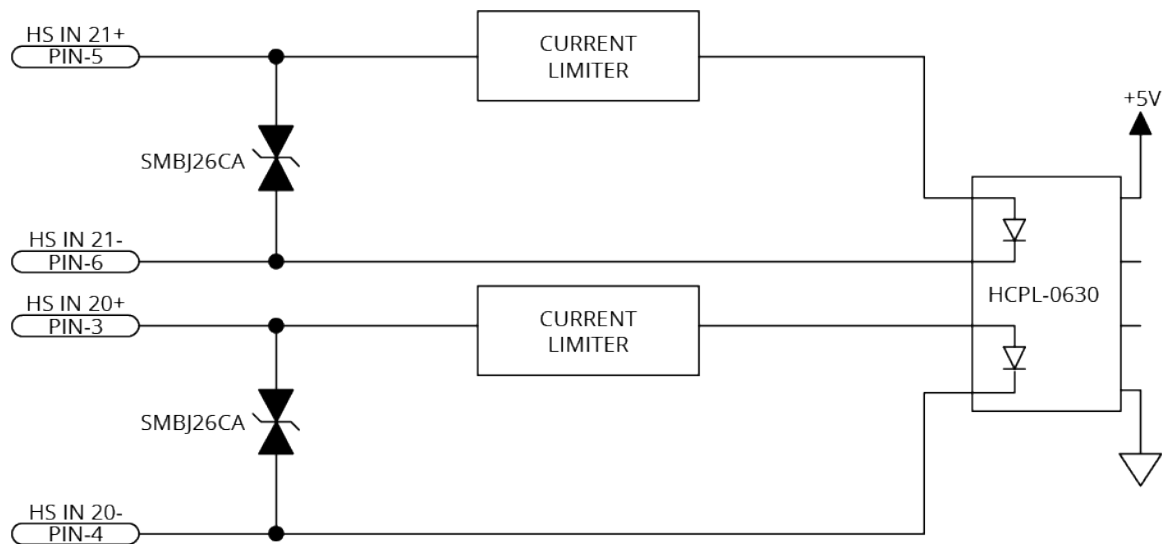 HS IN 21+
PIN-5
CURRENT
LIMITER
+5V
SMBJ26CA
HS IN 21-
PIN-6
HCPL-0630
HS IN 20+
PIN-3
CURRENT
LIMITER
SMBJ26CA
HS IN 20-
PIN-4